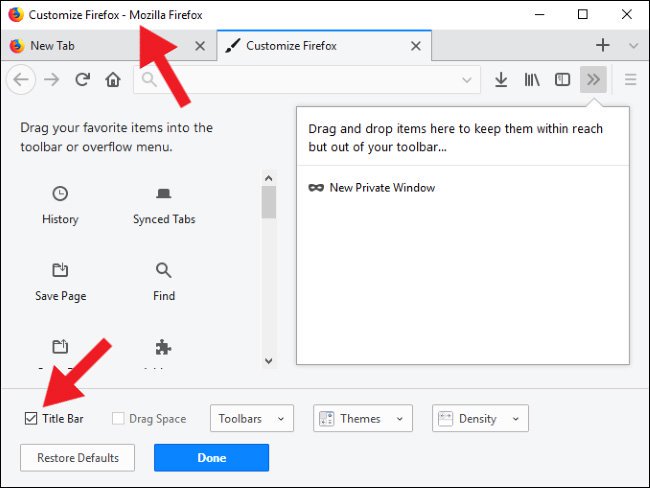 Customize Firefox - Mozilla Firefox
New Tab
Customize Firefox
Drag your favorite items into the
toolbar or overflow menu.
History
Synced Tabs
Save Page
Find
Drag and drop items here to keep them within reach
but out of your toolbar...
New Private Window
Title Bar
Drag Space
Toolbars
Themes
Density
Restore Defaults
Done